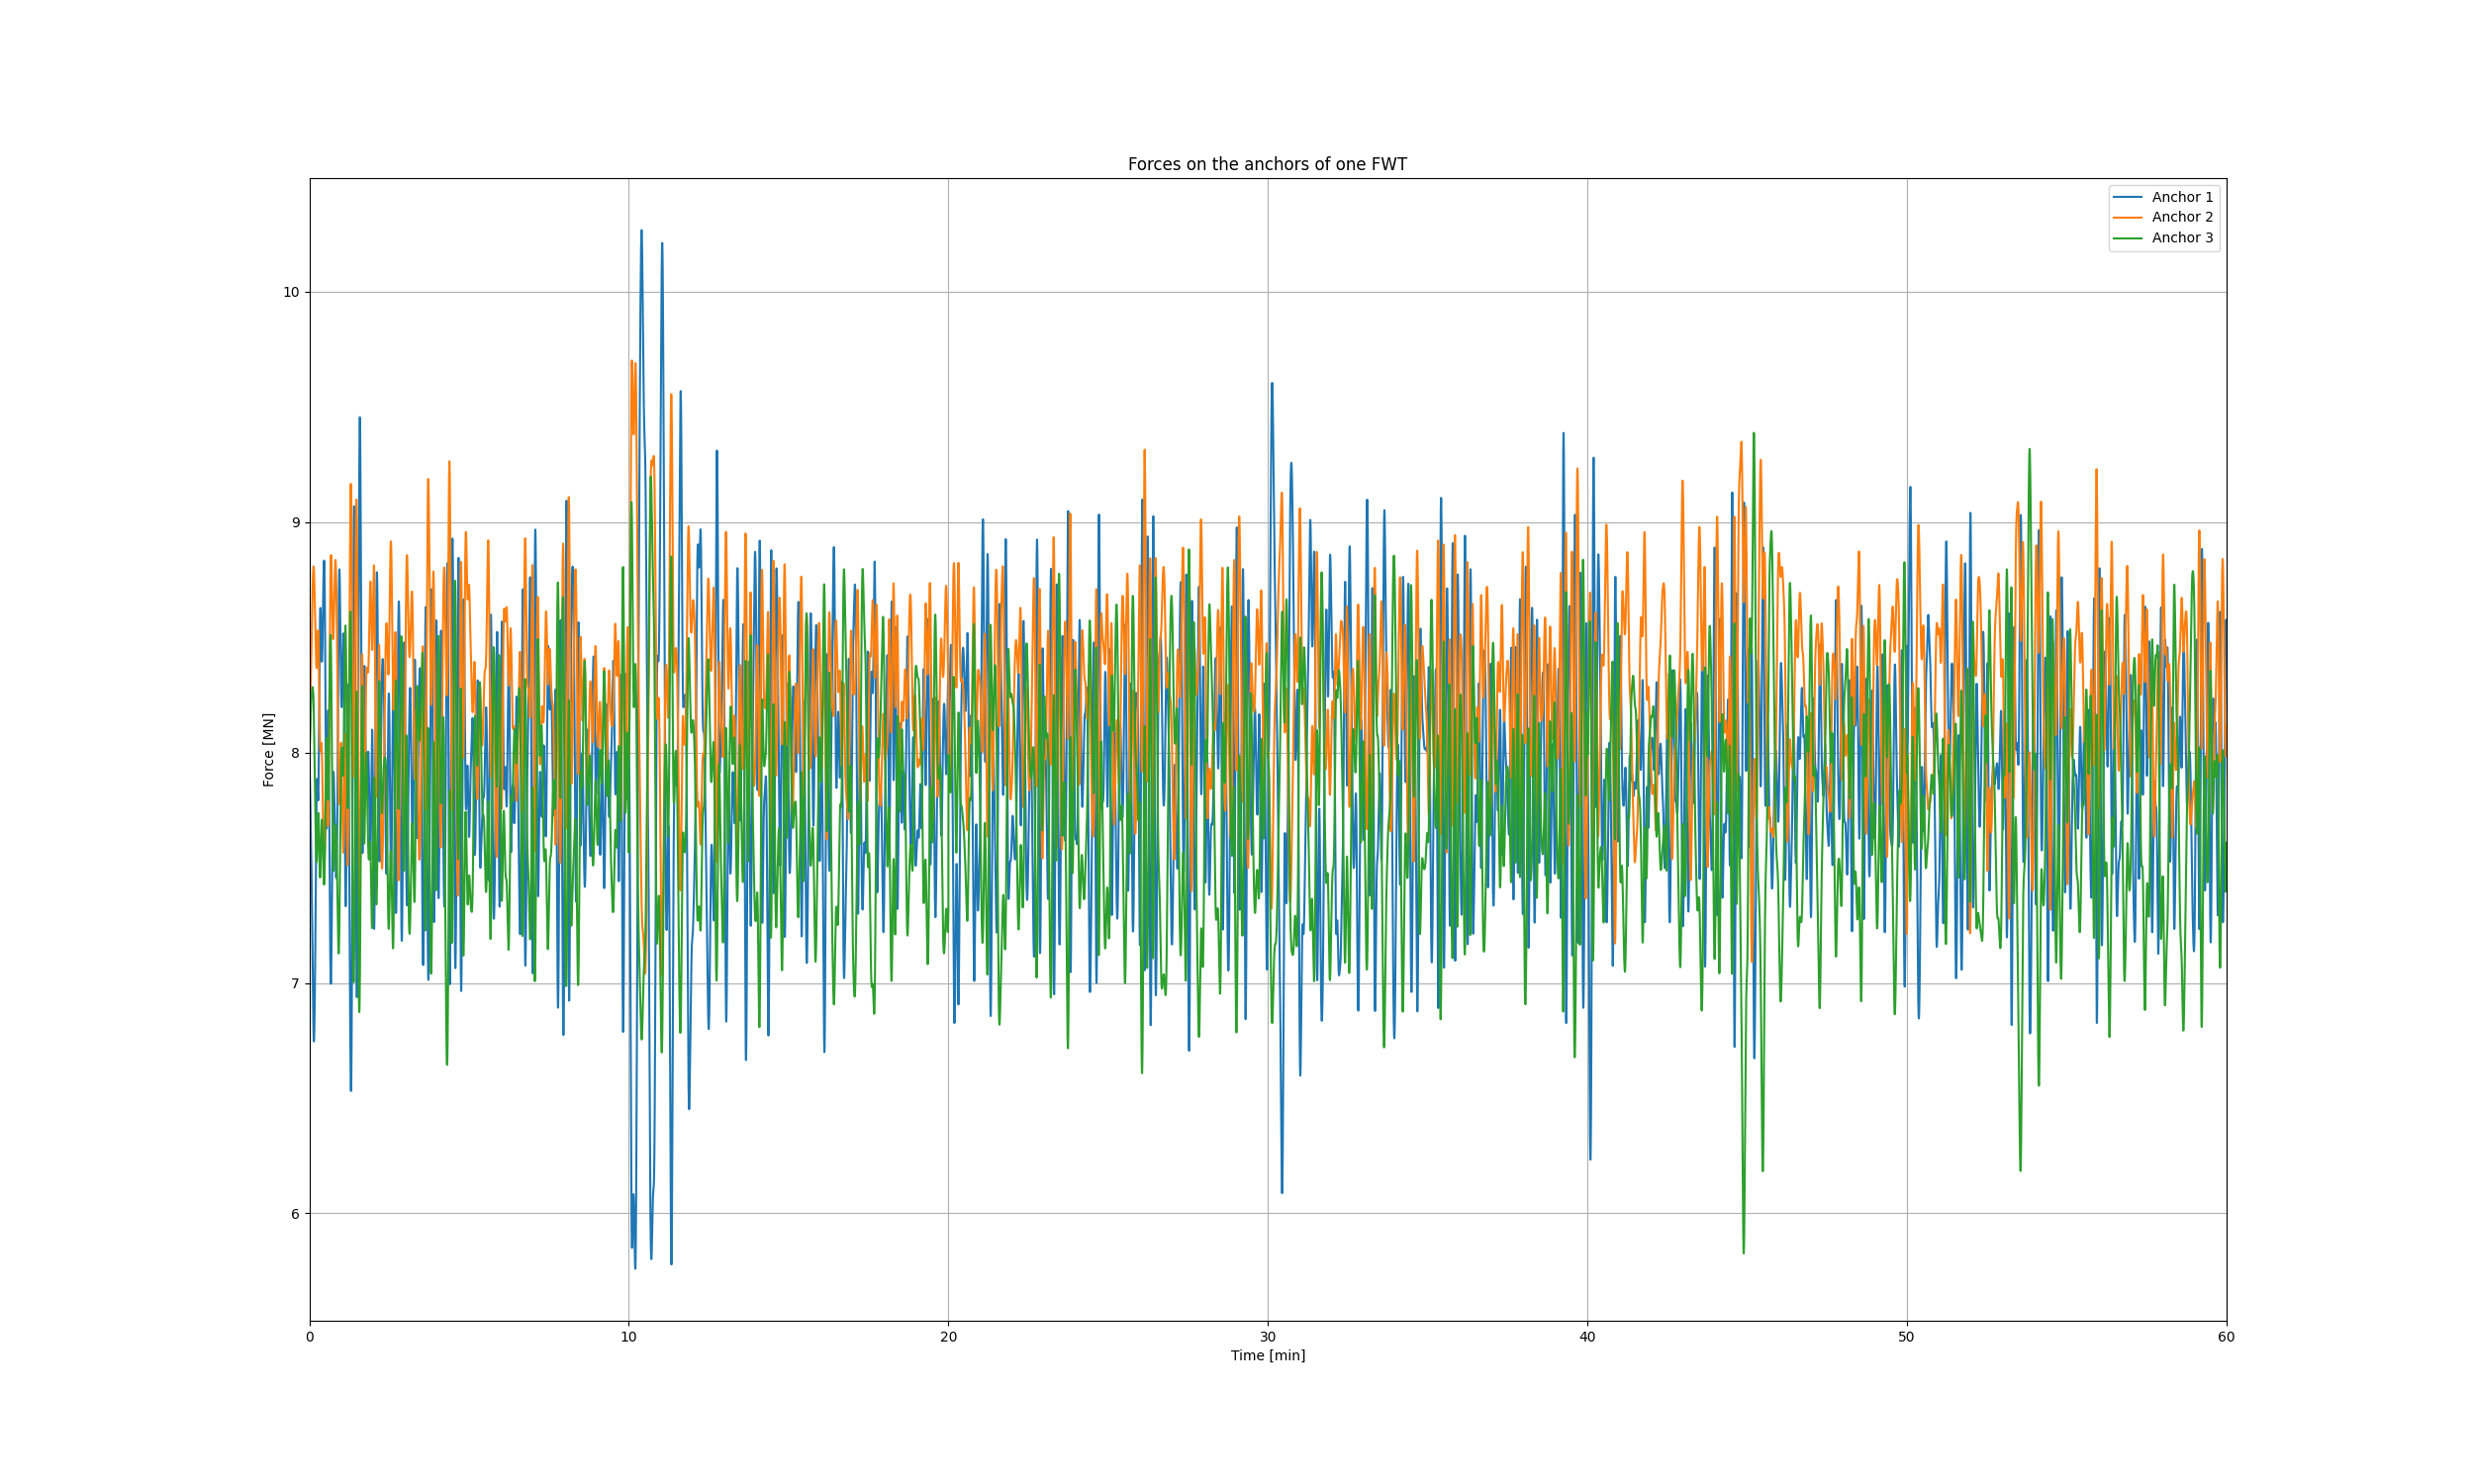 Forces on the anchors of one FWT
Anchor 1
Anchor 2
Anchor 3
Force [MN]
10
9
8
7
6
0 10 20 30 40 50 60
Time [min]